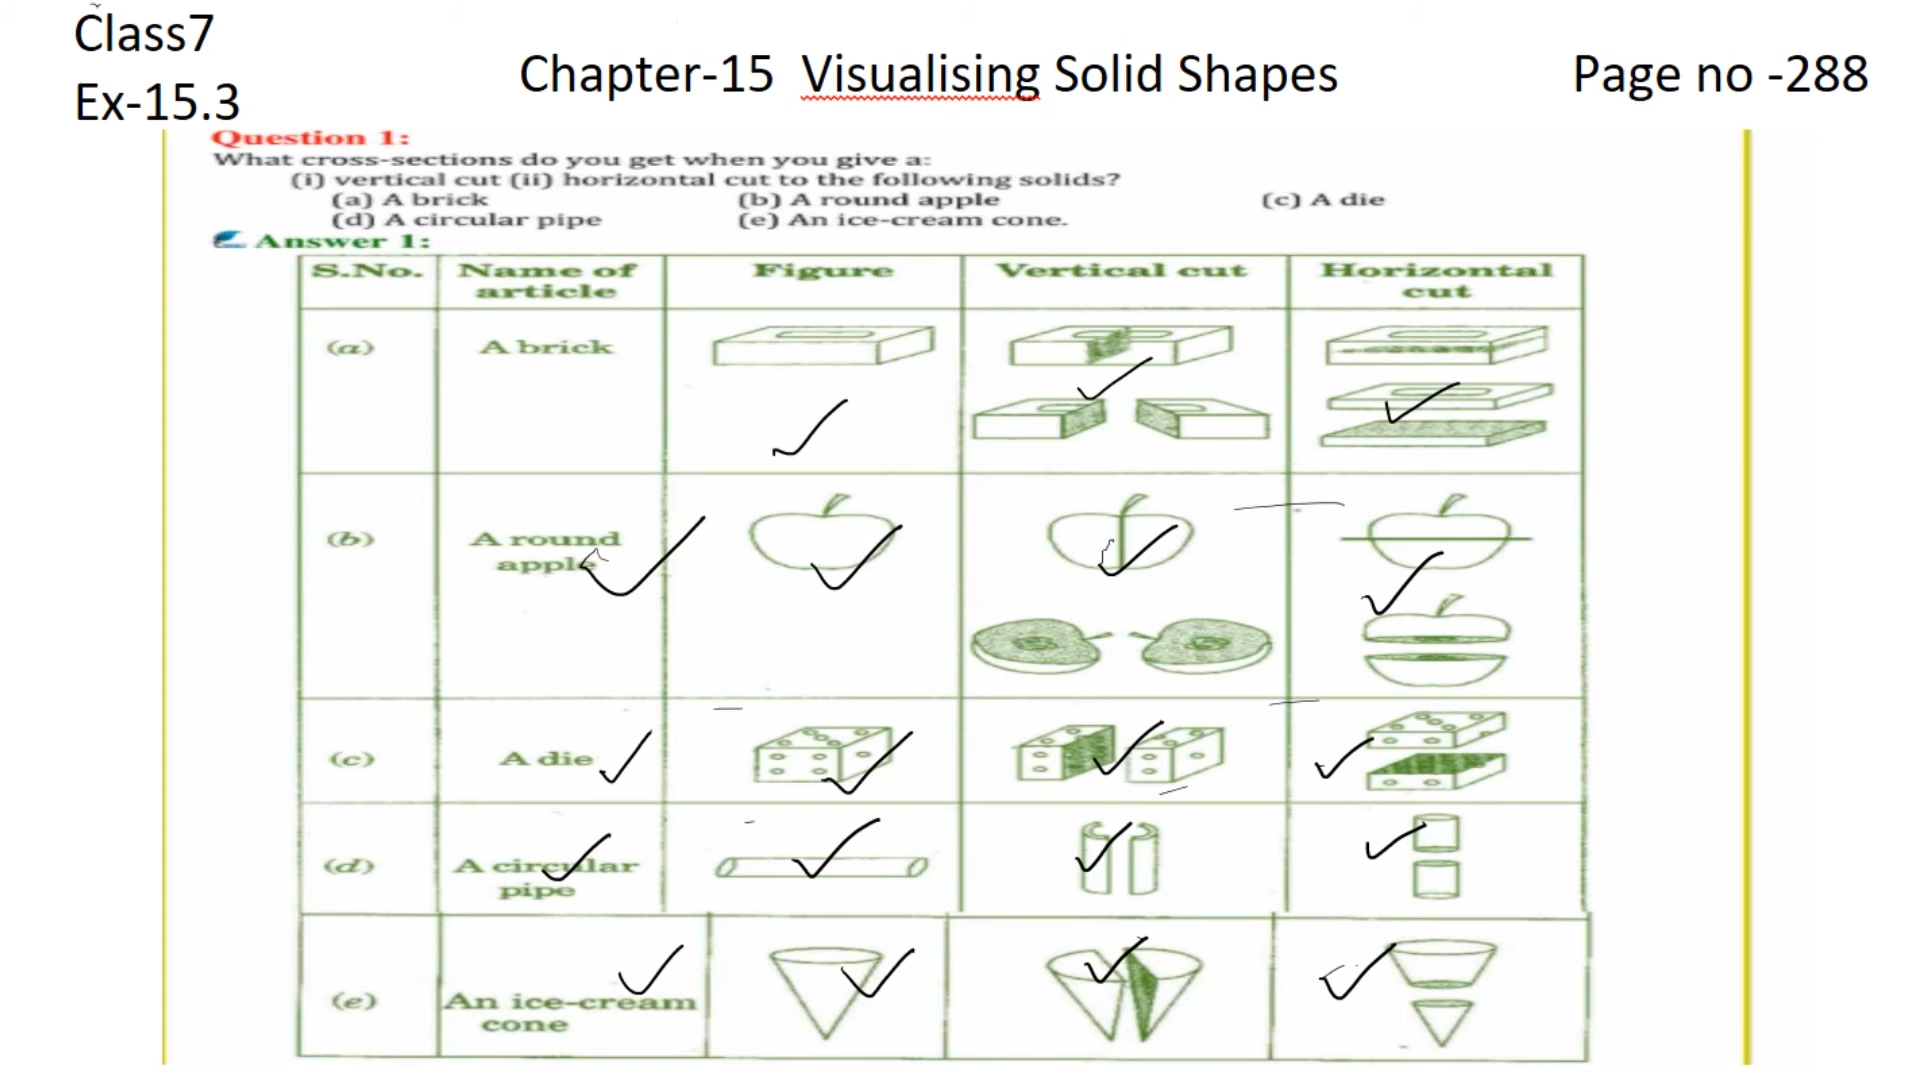 Class7
Ex-15.3
Chapter-15 Visualising Solid Shapes
Page no -288
Question 1:
What cross-sections do you get when you give a:
(i) vertical cut (ii) horizontal cut to the following solids?
(a) A brick (b) A round apple (c) A die
(d) A circular pipe (e) An ice-cream cone.
Answer 1:
S.No. Name of article Figure Vertical cut Horizontal cut
(a) A brick
(b) A round
apple
(c) A die
(d) A circular
pipe
(e) An ice-cream
cone